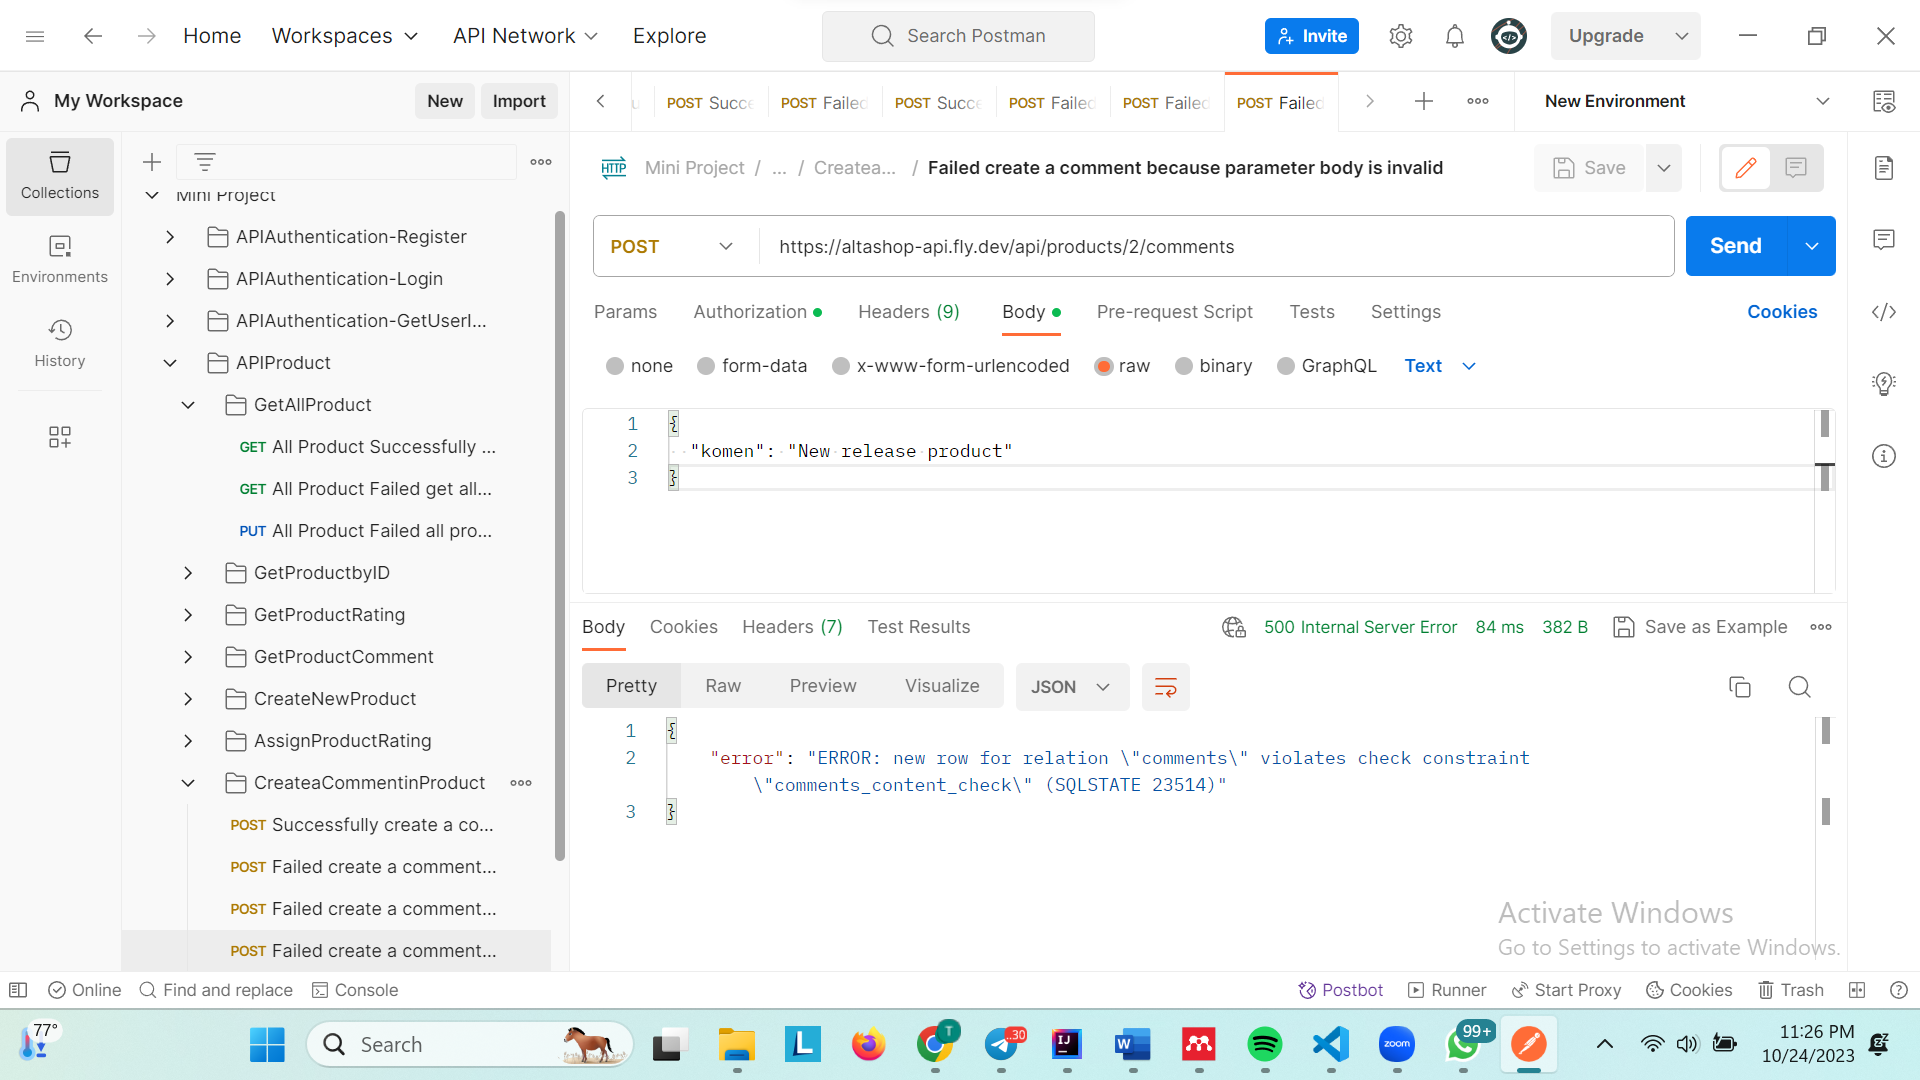 Home
Workspaces
API Network
Explore
Search Postman
Invite
Upgrade
My Workspace
New
Import
POST Succe
POST Failed
POST Succe
POST Failed
POST Failed
POST Failed
New Environment
Collections
Environments
History
Mini Project
APIAuthentication-Register
APIAuthentication-Login
APIAuthentication-GetUserI...
APIProduct
GetAllProduct
GET All Product Successfully ...
GET All Product Failed get all...
PUT All Product Failed all pro...
GetProductbyID
GetProductRating
GetProductComment
CreateNewProduct
AssignProductRating
CreateaCommentinProduct
POST Successfully create a co...
POST Failed create a comment...
POST Failed create a comment...
POST Failed create a comment...
HTTP Mini Project / ... / Createa... / Failed create a comment because parameter body is invalid
Save
POST https://altashop-api.fly.dev/api/products/2/comments
Send
Params Authorization Headers (9) Body Pre-request Script Tests Settings Cookies
none form-data x-www-form-urlencoded raw binary GraphQL Text
1 {
2 "komen": "New release product"
3 }
Body Cookies Headers (7) Test Results
500 Internal Server Error 84 ms 382 B Save as Example
Pretty Raw Preview Visualize JSON
1 {
2 "error": "ERROR: new row for relation \"comments\" violates check constraint
\"comments_content_check\" (SQLSTATE 23514)"
3 }
Activate Windows
Go to Settings to activate Windows.
Online Find and replace Console
Postbot Runner Start Proxy Cookies Trash
77°
Search
T
30
IJ
W
L
zoom
99+
11:26 PM
10/24/2023